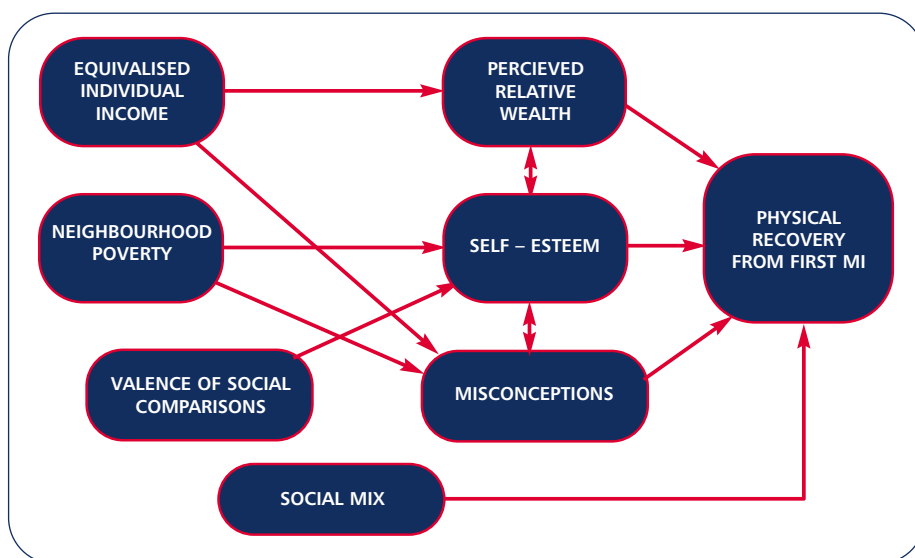 EQUIVALISED
INDIVIDUAL
INCOME
PERCIEVED
RELATIVE
WEALTH
NEIGHBOURHOOD
POVERTY
SELF – ESTEEM
PHYSICAL
RECOVERY
FROM FIRST MI
VALENCE OF SOCIAL
COMPARISONS
MISCONCEPTIONS
SOCIAL MIX